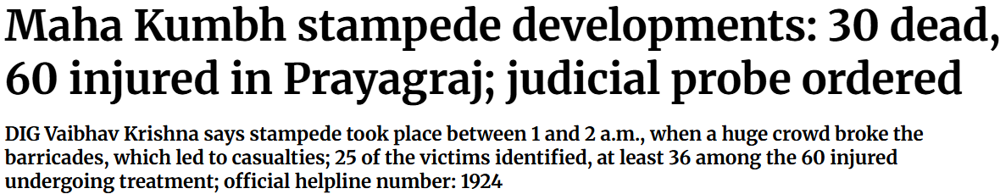 Maha Kumbh stampede developments: 30 dead,
60 injured in Prayagraj; judicial probe ordered
DIG Vaibhav Krishna says stampede took place between 1 and 2 a.m., when a huge crowd broke the
barricades, which led to casualties; 25 of the victims identified, at least 36 among the 60 injured
undergoing treatment; official helpline number: 1924